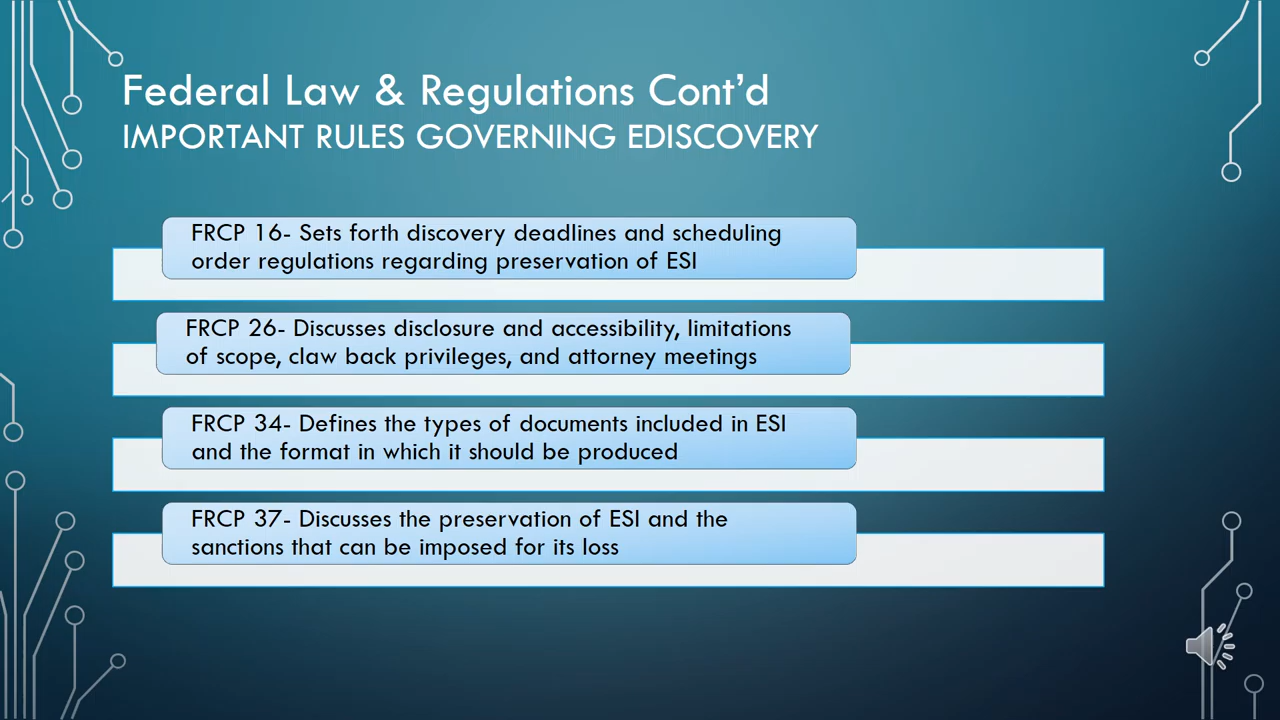 Federal Law & Regulations Cont’d
IMPORTANT RULES GOVERNING EDISCOVERY
FRCP 16- Sets forth discovery deadlines and scheduling
order regulations regarding preservation of ESI
FRCP 26- Discusses disclosure and accessibility, limitations
of scope, claw back privileges, and attorney meetings
FRCP 34- Defines the types of documents included in ESI
and the format in which it should be produced
FRCP 37- Discusses the preservation of ESI and the
sanctions that can be imposed for its loss